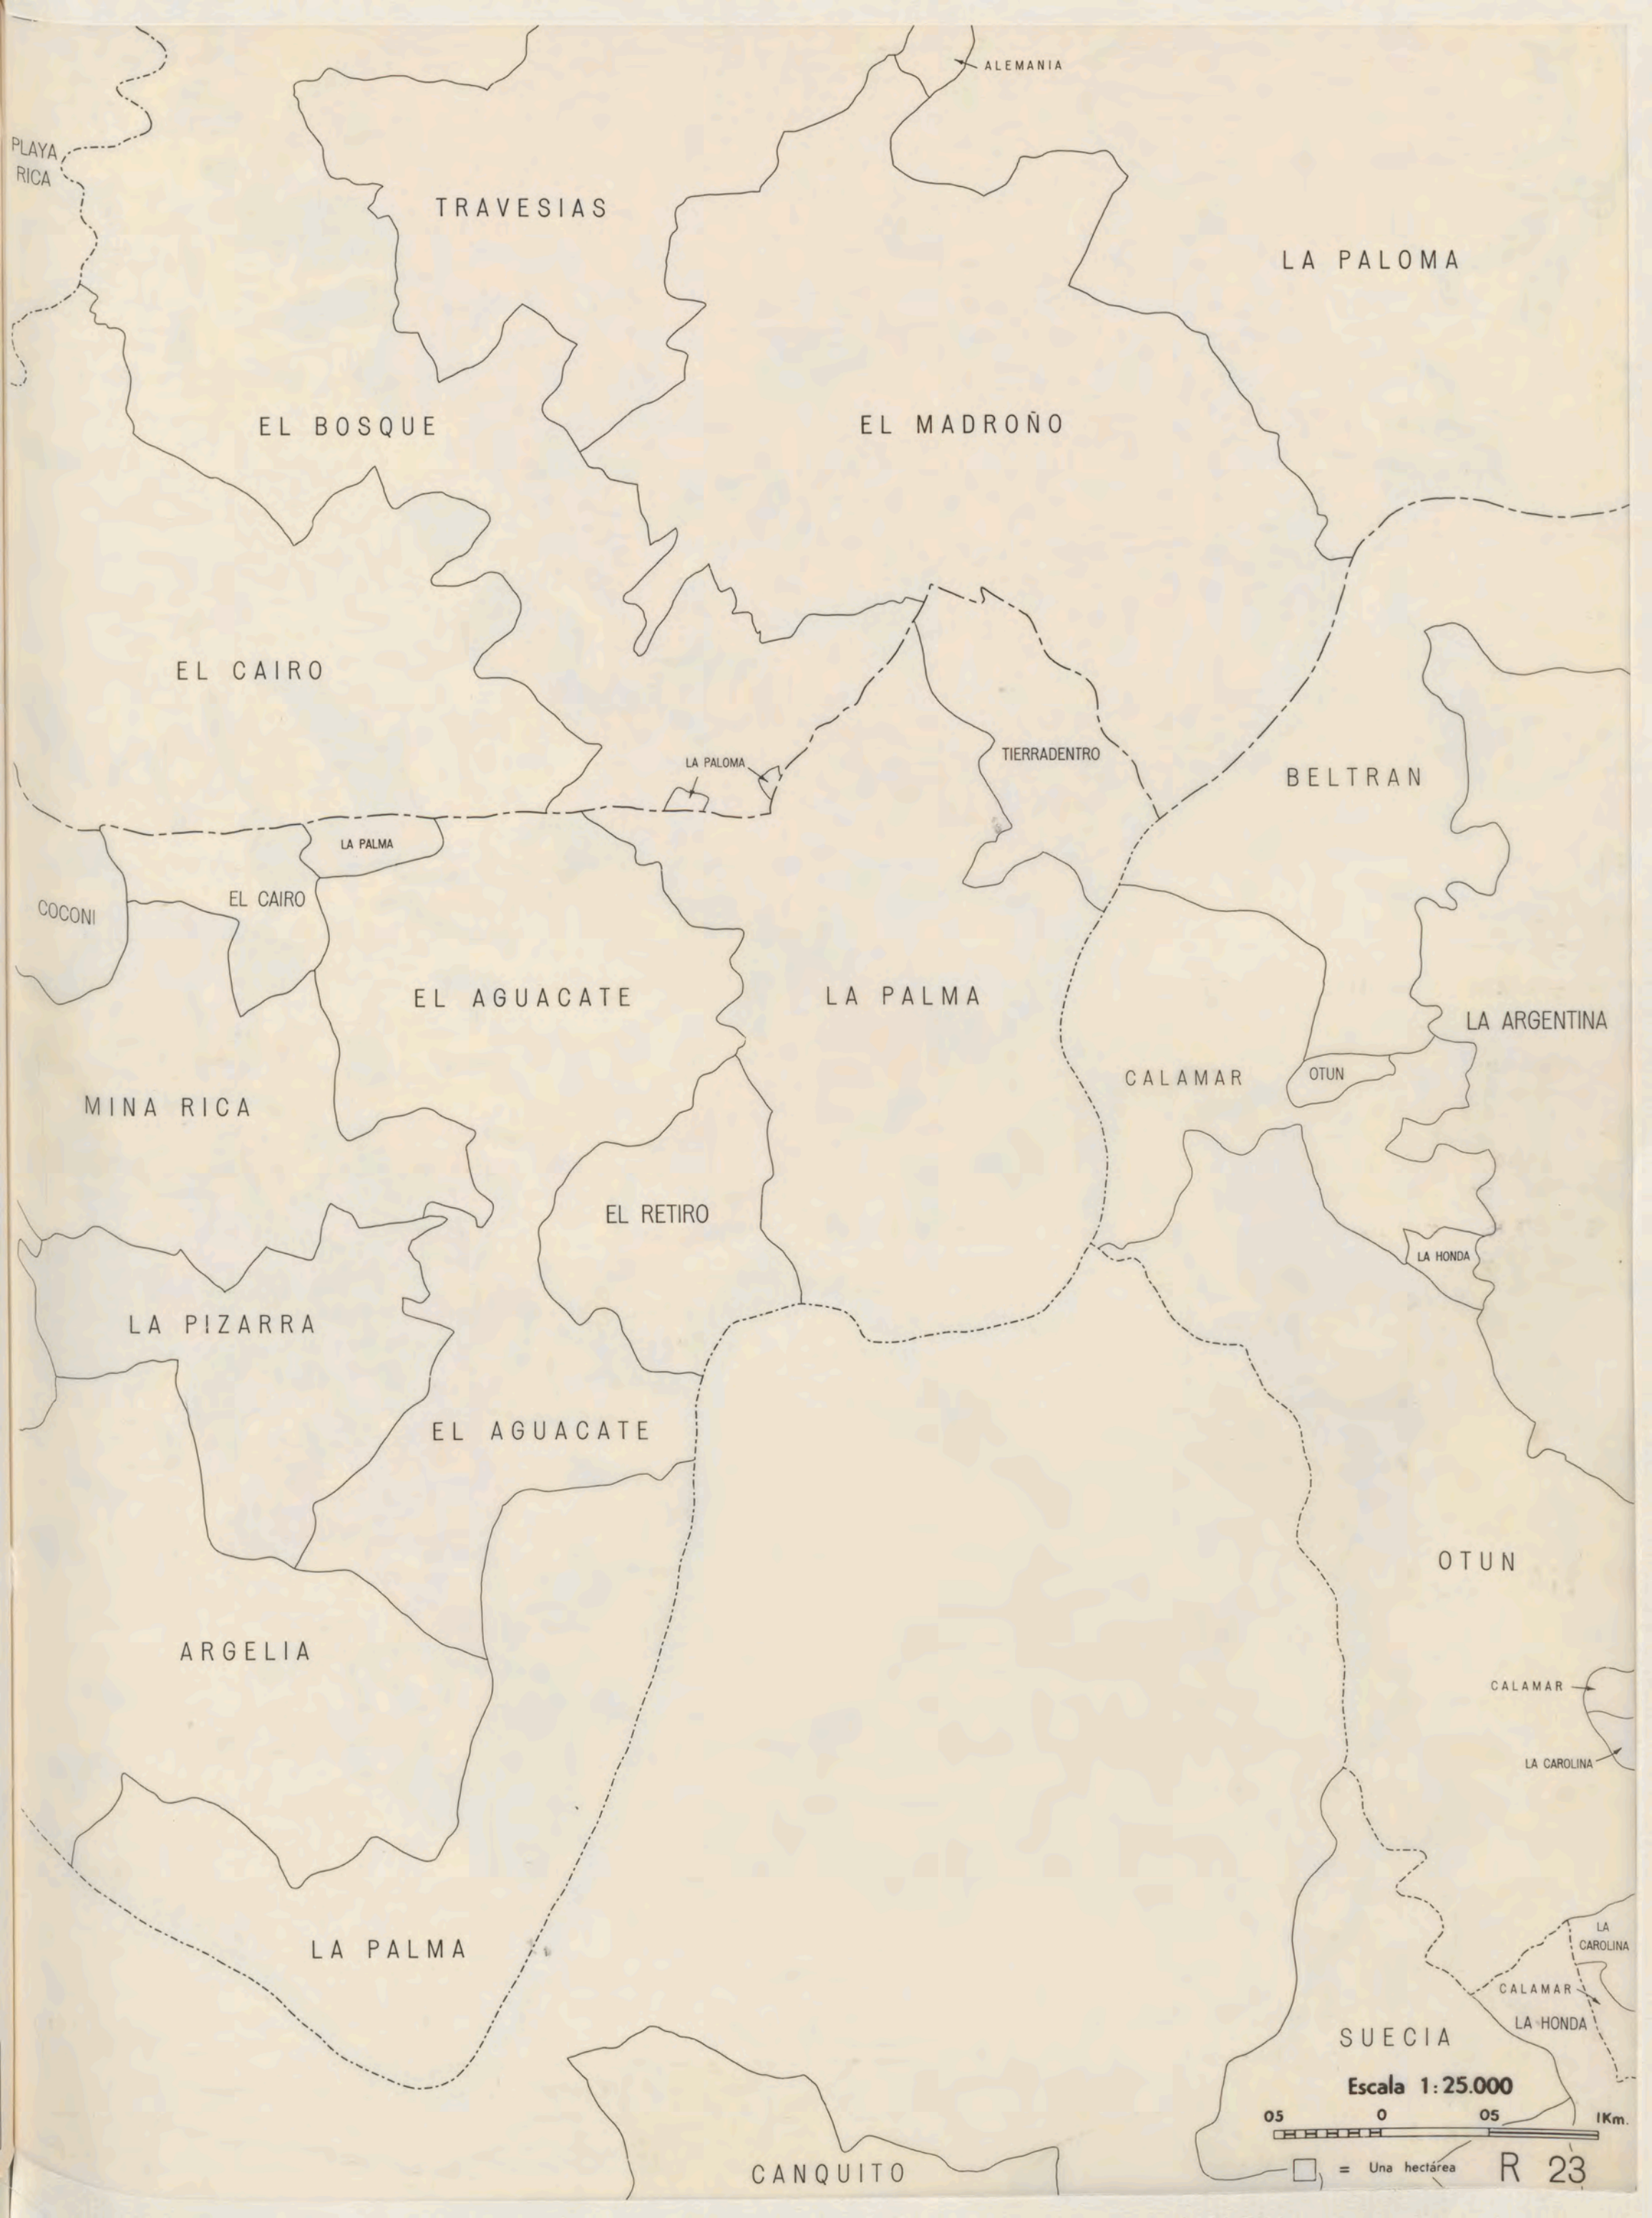 ALEMANIA
PLAYA
RICA
TRAVESIAS
LA PALOMA
EL BOSQUE
EL MADROÑO
EL CAIRO
LA PALOMA
TIERRADENTRO
BELTRAN
LA PALMA
EL CAIRO
COCONI
EL AGUACATE
LA PALMA
LA ARGENTINA
CALAMAR
OTUN
MINA RICA
EL RETIRO
LA HONDA
LA PIZARRA
EL AGUACATE
OTUN
ARGELIA
CALAMAR
LA CAROLINA
LA PALMA
LA
CAROLINA
CALAMAR
LA HONDA
SUECIA
Escala 1:25.000
05 0 05 1Km.
= Una hectárea
R 23
CANQUITO